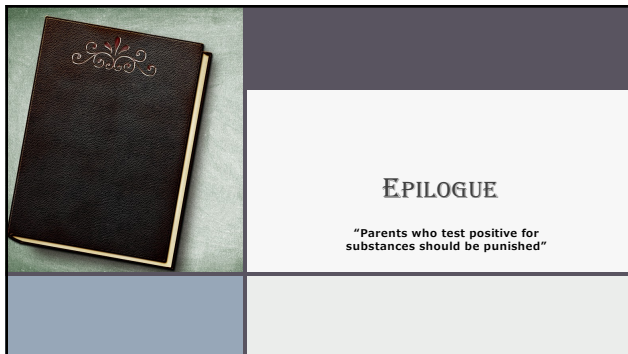 EPILOGUE
“Parents who test positive for
substances should be punished”